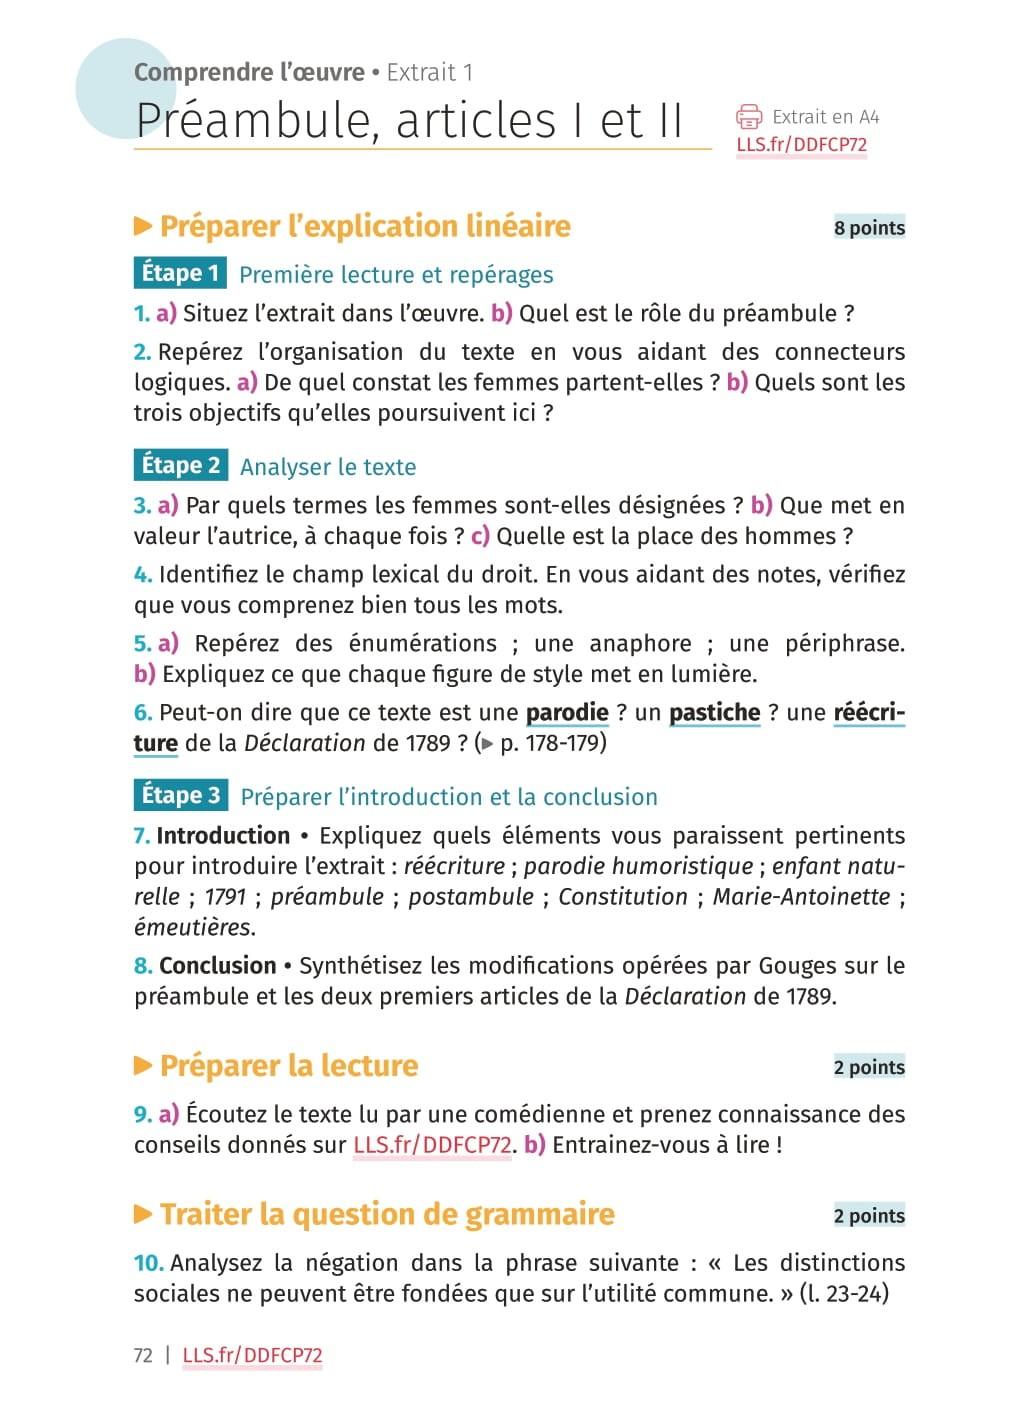 Comprendre l’œuvre • Extrait 1
Préambule, articles I et II
Extrait en A4
LLS.fr/DDFCP72
Préparer l’explication linéaire 8 points
Étape 1 Première lecture et repérages
1. a) Situez l’extrait dans l’œuvre. b) Quel est le rôle du préambule ?
2. Repérez l’organisation du texte en vous aidant des connecteurs
logiques. a) De quel constat les femmes partent-elles ? b) Quels sont les
trois objectifs qu’elles poursuivent ici ?
Étape 2 Analyser le texte
3. a) Par quels termes les femmes sont-elles désignées ? b) Que met en
valeur l’autrice, à chaque fois ? c) Quelle est la place des hommes ?
4. Identifiez le champ lexical du droit. En vous aidant des notes, vérifiez
que vous comprenez bien tous les mots.
5. a) Repérez des énumérations ; une anaphore ; une périphrase.
b) Expliquez ce que chaque figure de style met en lumière.
6. Peut-on dire que ce texte est une parodie ? un pastiche ? une réécri-
ture de la Déclaration de 1789 ? (▸ p. 178-179)
Étape 3 Préparer l’introduction et la conclusion
7. Introduction • Expliquez quels éléments vous paraissent pertinents
pour introduire l’extrait : réécriture ; parodie humoristique ; enfant natu-
relle ; 1791 ; préambule ; postambule ; Constitution ; Marie-Antoinette ;
émeutières.
8. Conclusion • Synthétisez les modifications opérées par Gouges sur le
préambule et les deux premiers articles de la Déclaration de 1789.
Préparer la lecture 2 points
9. a) Écoutez le texte lu par une comédienne et prenez connaissance des
conseils donnés sur LLS.fr/DDFCP72. b) Entrainez-vous à lire !
Traiter la question de grammaire 2 points
10. Analysez la négation dans la phrase suivante : « Les distinctions
sociales ne peuvent être fondées que sur l’utilité commune. » (l. 23-24)
72 | LLS.fr/DDFCP72